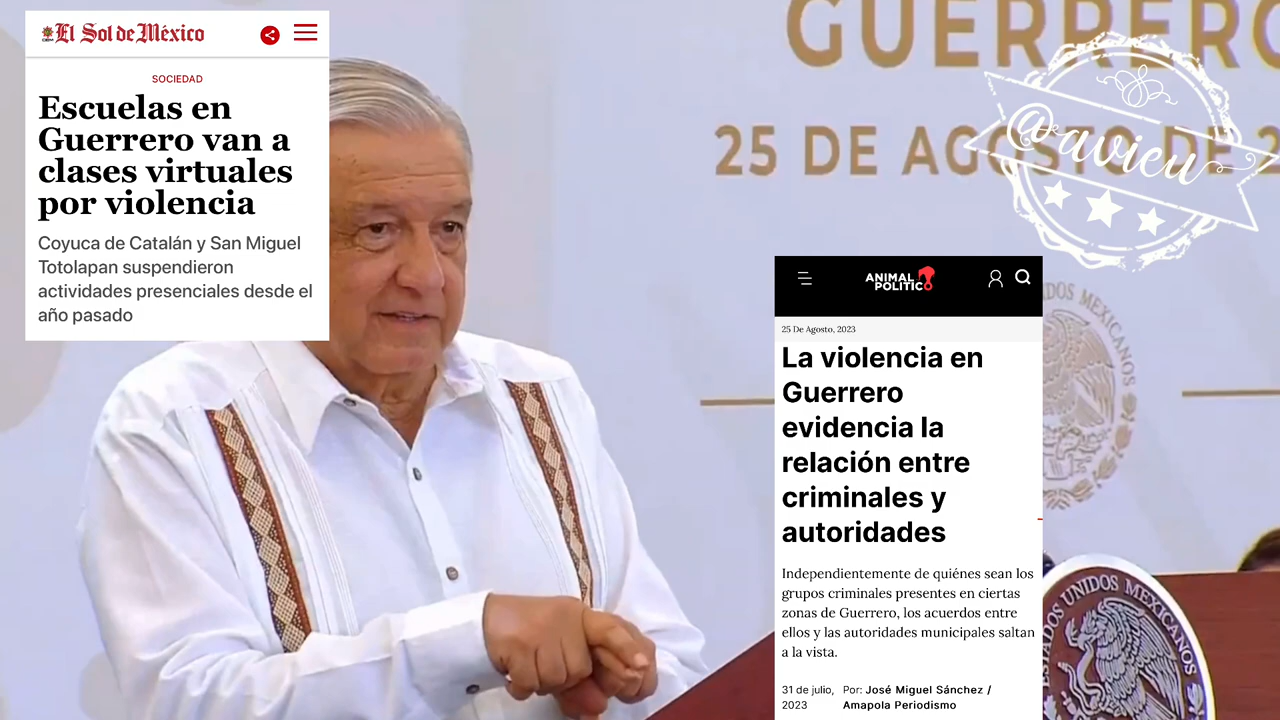 El Sol de México
SOCIEDAD
Escuelas en
Guerrero van a
clases virtuales
por violencia
Coyuca de Catalán y San Miguel
Totolapan suspendieron
actividades presenciales desde el
año pasado
GUERRERO
25 DE AGOSTO DE 2
@avieu
ANIMAL
POLITICO
25 De Agosto, 2023
La violencia en
Guerrero
evidencia la
relación entre
criminales y
autoridades
Independientemente de quiénes sean los
grupos criminales presentes en ciertas
zonas de Guerrero, los acuerdos entre
ellos y las autoridades municipales saltan
a la vista.
31 de julio, 2023
Por: José Miguel Sánchez /
Amapola Periodismo
OS MEXICANOS
ESTADOS UNIDOS MEXICANOS